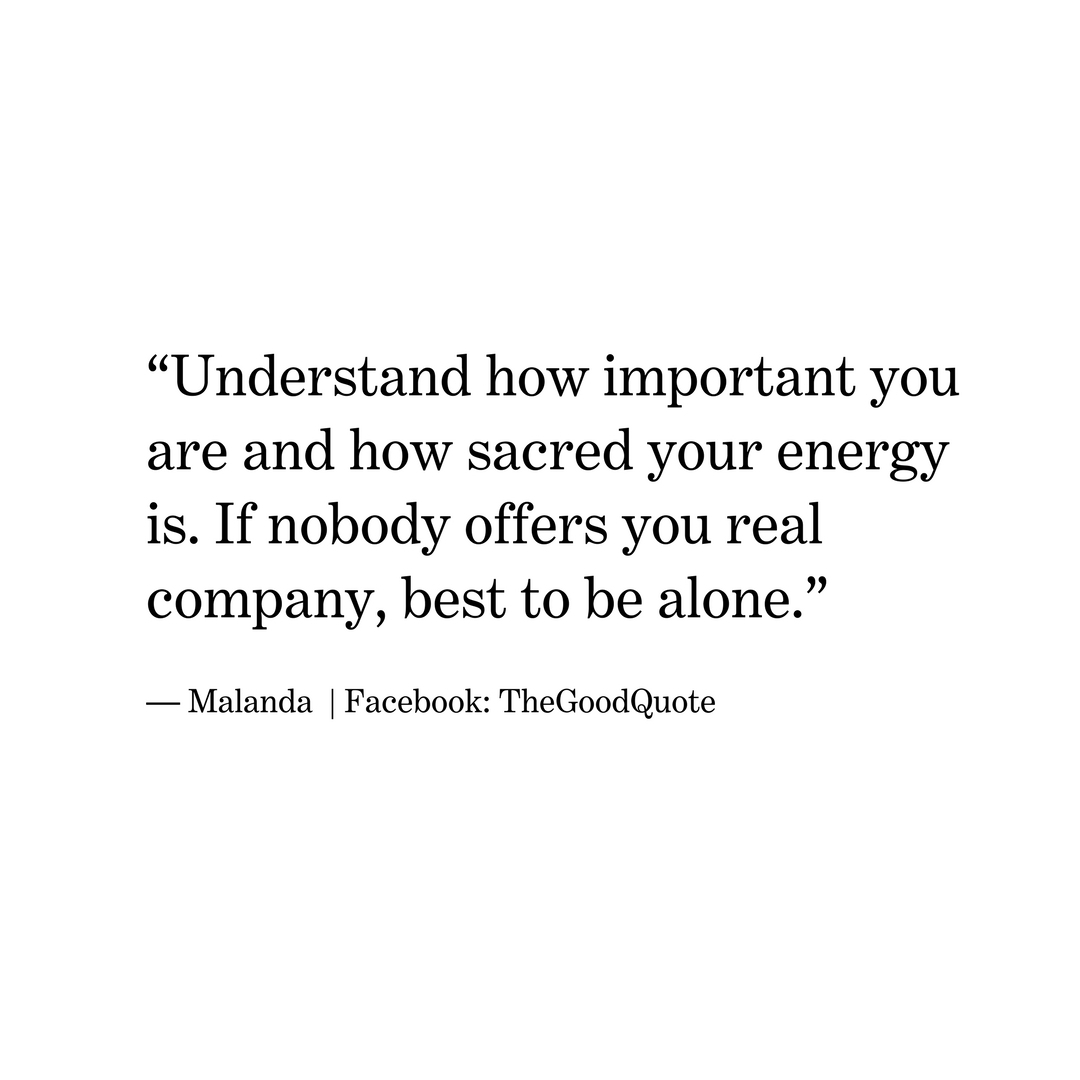 “Understand how important you
are and how sacred your energy
is. If nobody offers you real
company, best to be alone.”
— Malanda | Facebook: TheGoodQuote